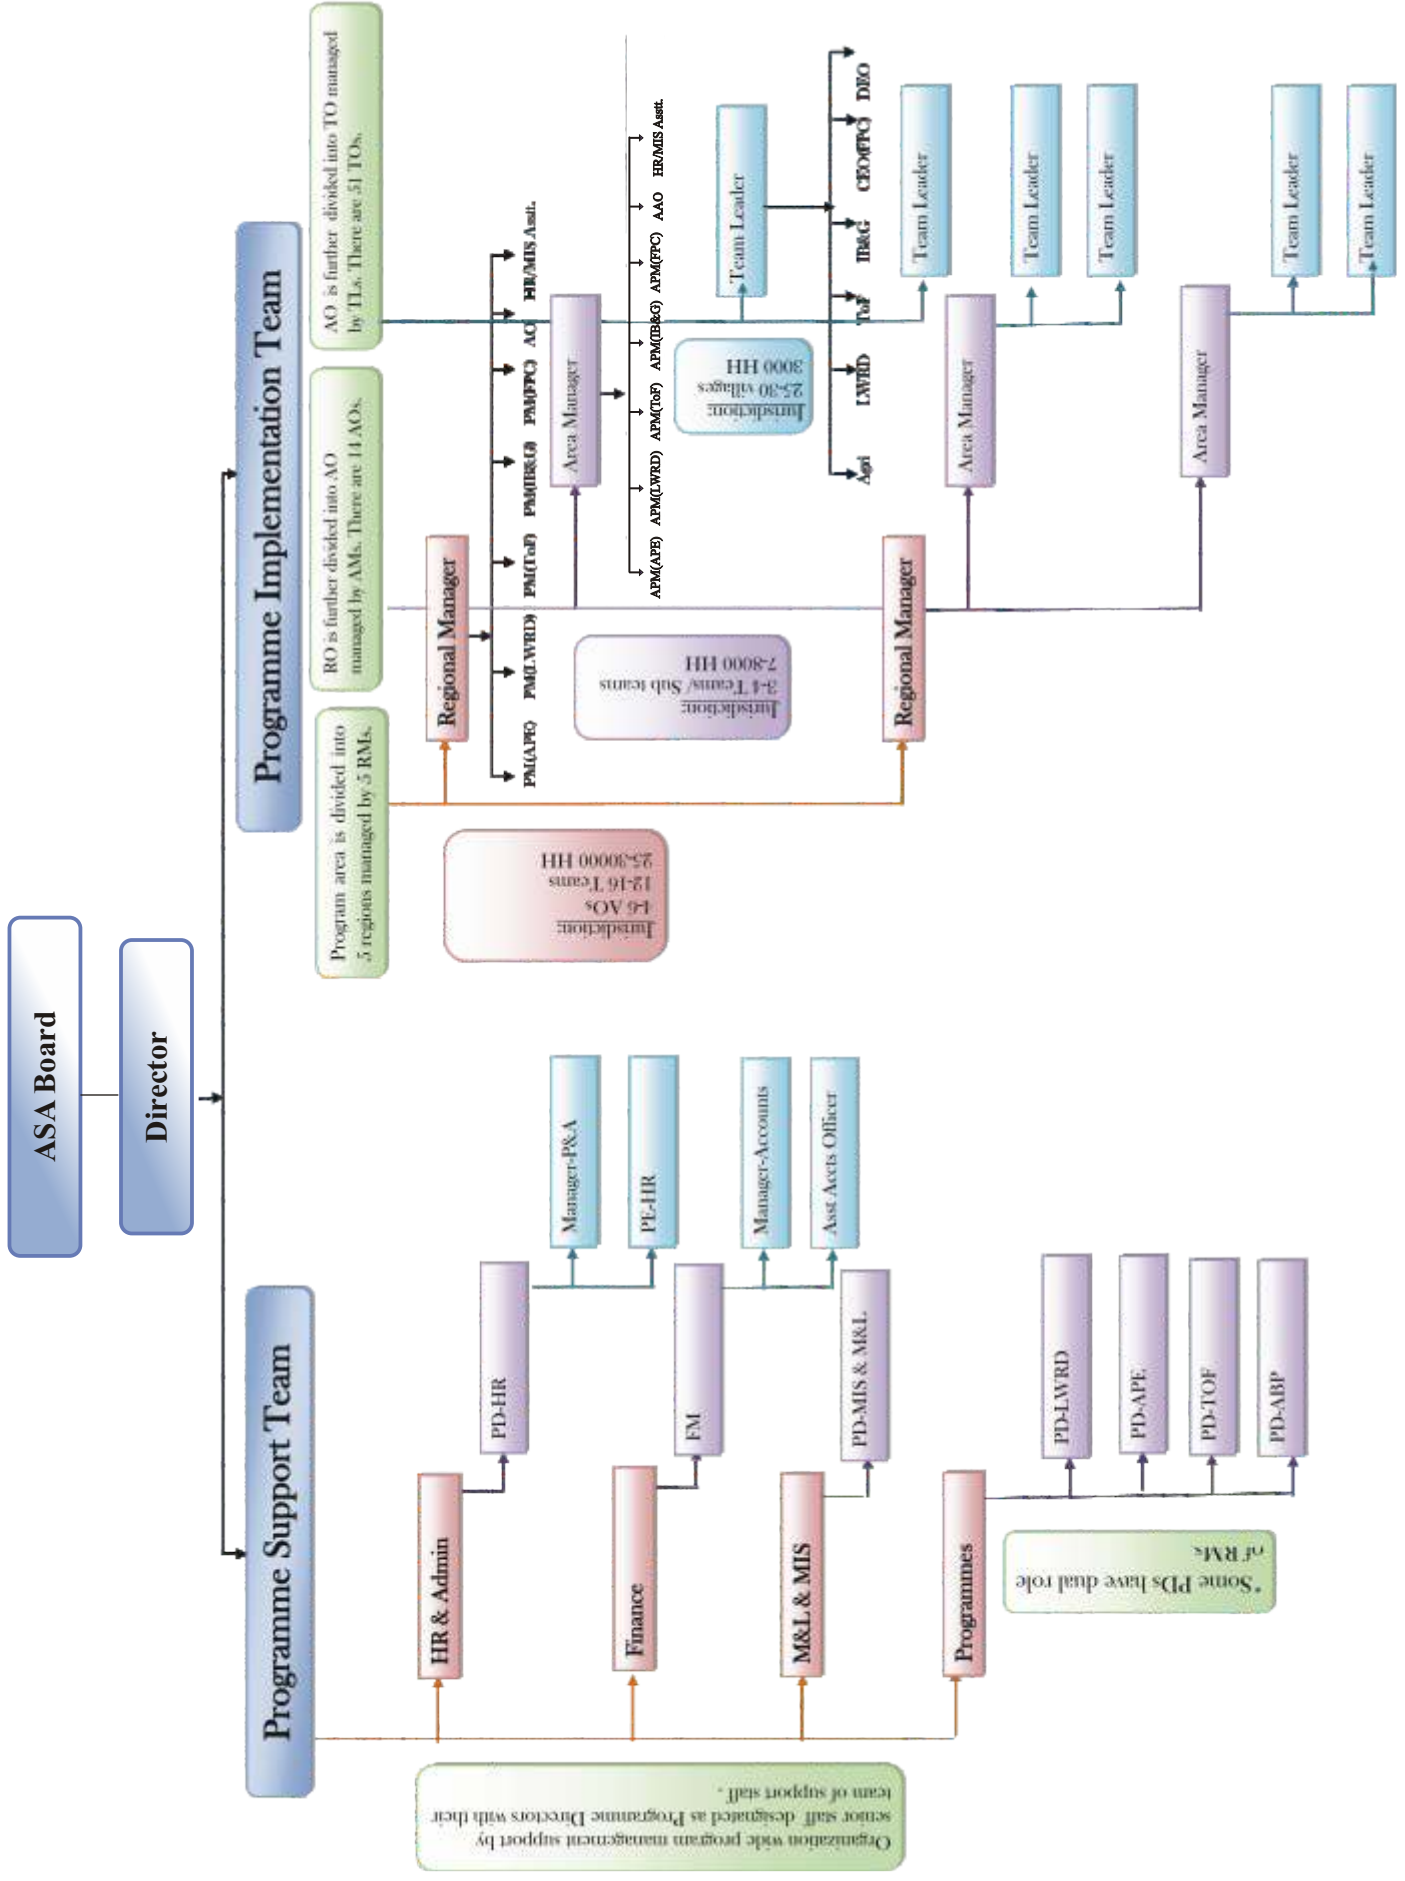 ASA Board
Director
Programme Support Team
Programme Implementation Team
Organization wide program management support by
senior staff designated as Programme Directors with their
team of support staff .
HR & Admin
PD-HR
Manager-P&A
PE-HR
Finance
FM
Manager-Accounts
Asst Accts Officer
M&L & MIS
PD-MIS & M&L
Programmes
PD-LWRD
PD-APE
PD-TOF
PD-ABP
*Some PDs have dual role
of RMs
Program area is divided into
5 regions managed by 5 RMs.
RO is further divided into AO
managed by AMs. There are 14 AOs.
AO is further divided into TO managed
by TLs. There are 51 TOs.
Regional Manager
PM(APE) PM(LWRD) PM(ToF) PM(IB&G) PM(FPC) AO HR/MIS Asstt.
Jurisdiction:
4-6 AOs
12-16 Teams
25-30000 HH
Area Manager
APM(APE) APM(LWRD) APM(ToF) APM(IB&G) APM(FPC) AAO HR/MIS Asstt.
Jurisdiction:
3-4 Teams/ Sub teams
7-8000 HH
Team Leader
Jurisdiction:
25-30 villages
3000 HH
Agri LWRD ToF IB&G CEO(FPC) DEO
Regional Manager
Team Leader
Area Manager
Team Leader
Team Leader
Area Manager
Team Leader
Team Leader